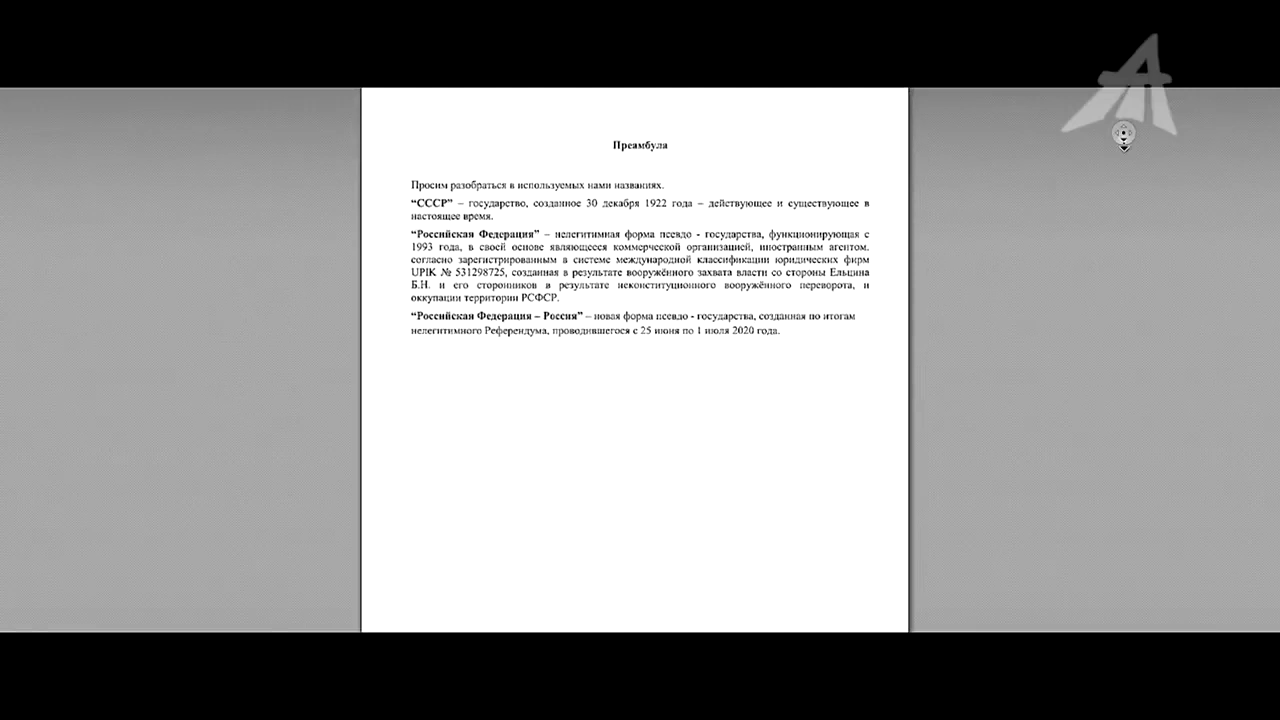 Преамбула
Просим разобраться в используемых нами названиях.
“СССР” – государство, созданное 30 декабря 1922 года – действующее и существующее в
настоящее время.
“Российская Федерация” – нелегитимная форма псевдо - государства, функционирующая с
1993 года, в своей основе являющееся коммерческой организацией, иностранным агентом.
согласно зарегистрированным в системе международной классификации юридических фирм
UPIK № 531298725, созданная в результате вооружённого захвата власти со стороны Ельцина
Б.Н. и его сторонников в результате неконституционного вооружённого переворота, и
оккупации территории РСФСР.
“Российская Федерация – Россия” – новая форма псевдо - государства, созданная по итогам
нелегитимного Референдума, проводившегося с 25 июня по 1 июля 2020 года.